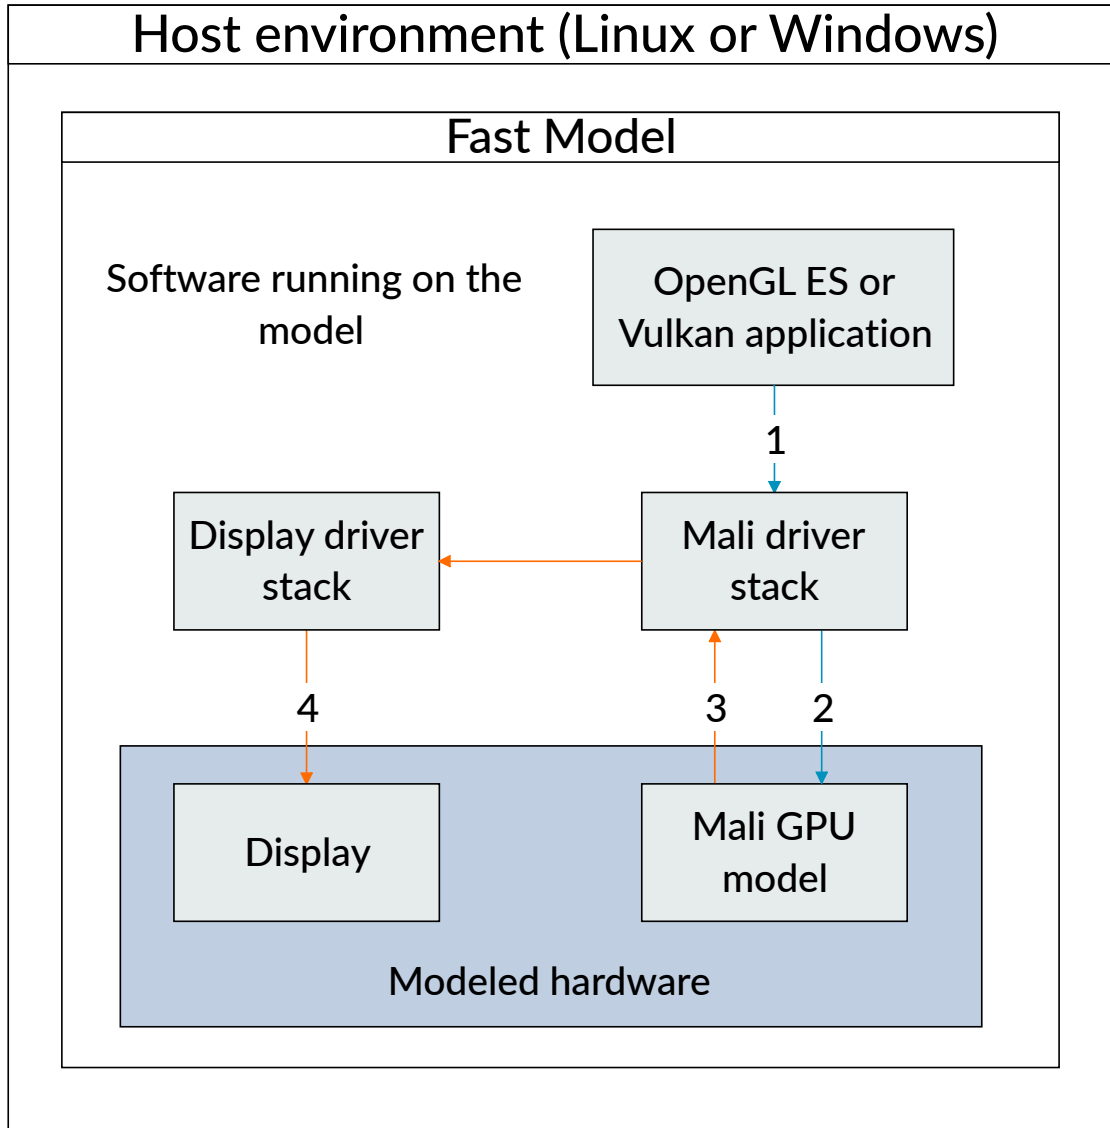 Host environment (Linux or Windows)
Fast Model
Software running on the
model
OpenGL ES or
Vulkan application
1
Display driver
stack
Mali driver
stack
4
3
2
Display
Mali GPU
model
Modeled hardware